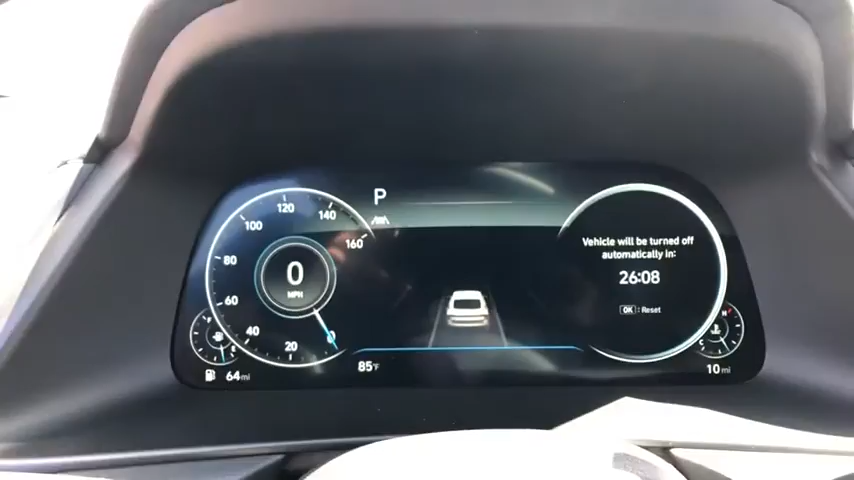 P
120
100
140
160
80
0
MPH
60
40
20
0
F
E
64mi
85°F
Vehicle will be turned off
automatically in:
26:08
OK : Reset
H
C
10mi